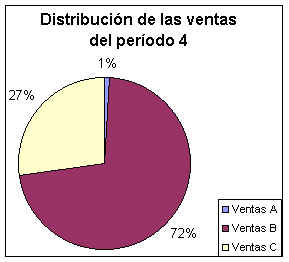 Distribución de las ventas
del período 4
1%
27%
72%
Ventas A
Ventas B
Ventas C